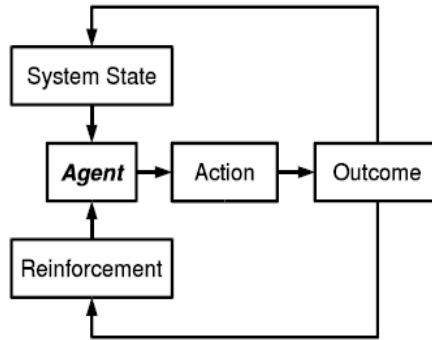 System State
Agent
Action
Outcome
Reinforcement